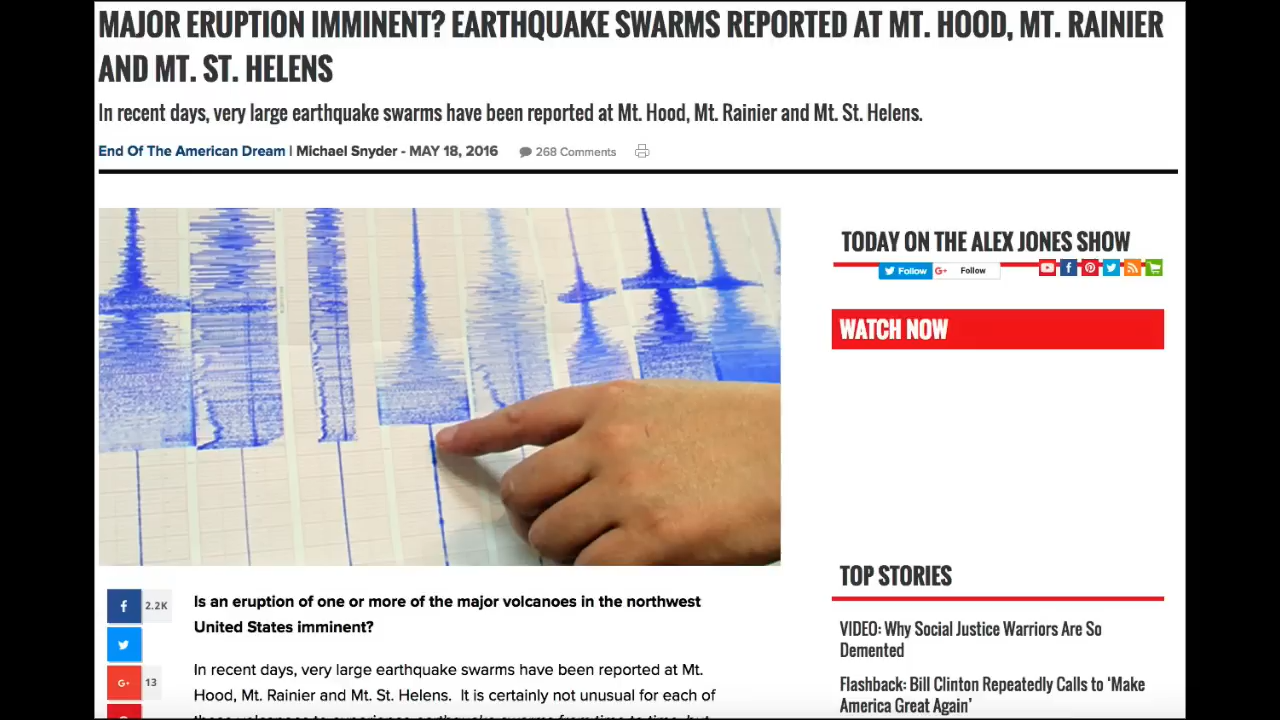 MAJOR ERUPTION IMMINENT? EARTHQUAKE SWARMS REPORTED AT MT. HOOD, MT. RAINIER
AND MT. ST. HELENS
In recent days, very large earthquake swarms have been reported at Mt. Hood, Mt. Rainier and Mt. St. Helens.
End Of The American Dream | Michael Snyder - MAY 18, 2016 268 Comments
TODAY ON THE ALEX JONES SHOW
Follow G+ Follow
WATCH NOW
2.2K
G+ 13
Is an eruption of one or more of the major volcanoes in the northwest
United States imminent?
In recent days, very large earthquake swarms have been reported at Mt.
Hood, Mt. Rainier and Mt. St. Helens. It is certainly not unusual for each of
TOP STORIES
VIDEO: Why Social Justice Warriors Are So
Demented
Flashback: Bill Clinton Repeatedly Calls to ‘Make
America Great Again’